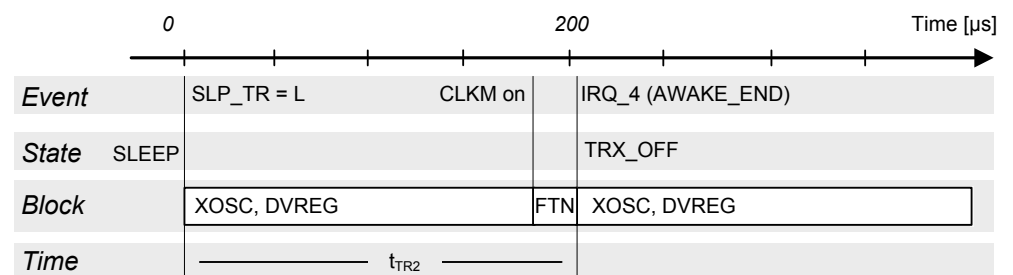 0 200 Time [µs]
Event SLP_TR = L CLKM on IRQ_4 (AWAKE_END)
State SLEEP TRX_OFF
Block XOSC, DVREG FTN XOSC, DVREG
Time tTR2